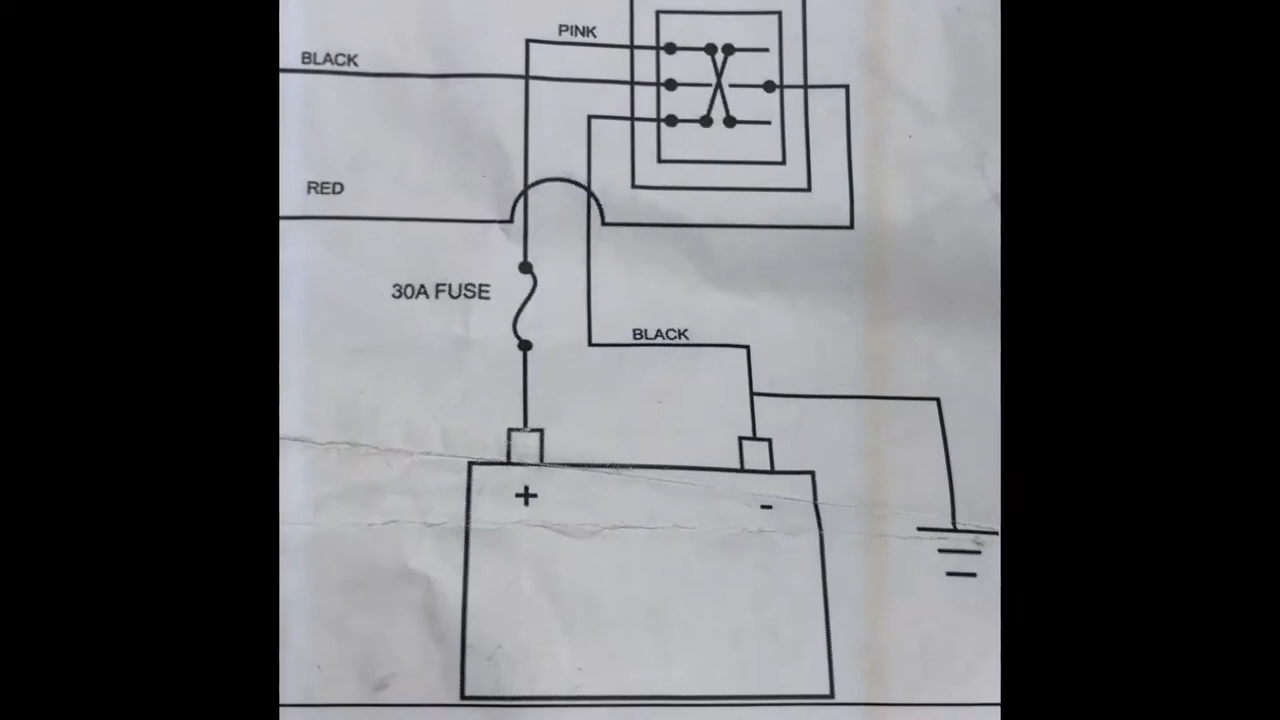 PINK
BLACK
RED
30A FUSE
BLACK
+
-